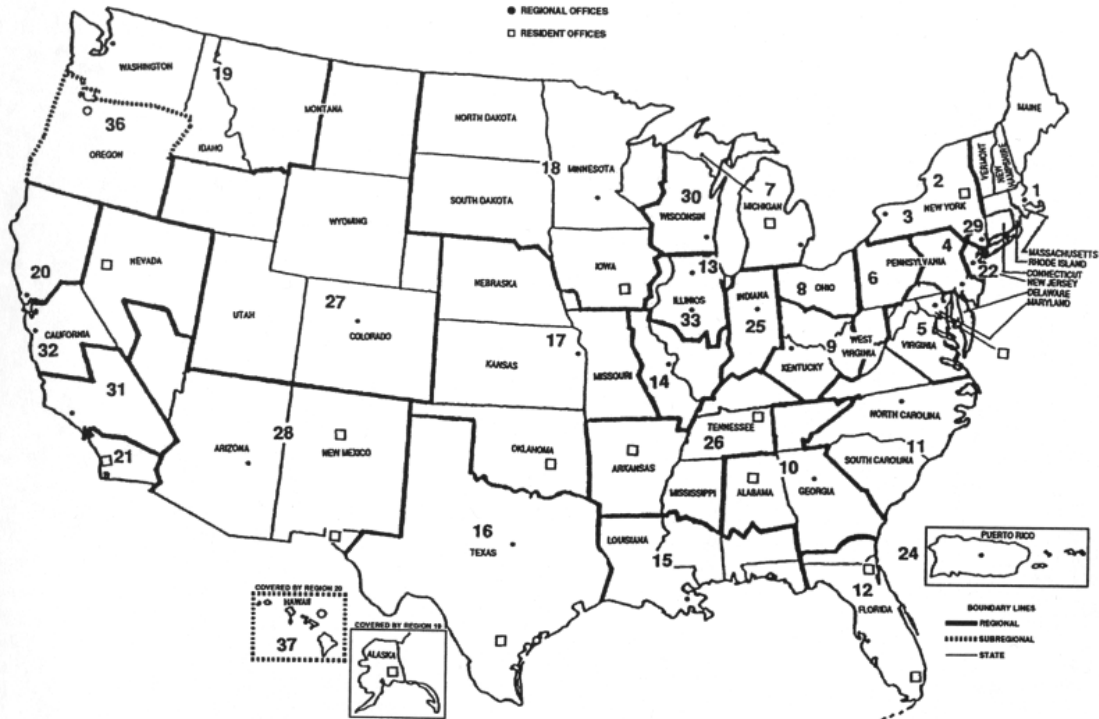 ● REGIONAL OFFICES
□ RESIDENT OFFICES
WASHINGTON
19
MONTANA
NORTH DAKOTA
MAINE
36
OREGON
IDAHO
18
MINNESOTA
VERMONT
NEW HAMPSHIRE
2
NEW YORK
1
7
MICHIGAN
30
WISCONSIN
SOUTH DAKOTA
WYOMING
3
29
4
MASSACHUSETTS
RHODE ISLAND
CONNECTICUT
NEW JERSEY
DELAWARE
MARYLAND
22
PENNSYLVANIA
6
8 OHIO
13
IOWA
NEVADA
20
NEBRASKA
27
UTAH
COLORADO
ILLINIOS
33
INDIANA
25
CALIFORNIA
32
17
KANSAS
MISSOURI
14
KENTUCKY
9
WEST VIRGINIA
5
VIRGINIA
31
NORTH CAROLINA
TENNESSEE
26
11
SOUTH CAROLINA
21
28
ARIZONA
NEW MEXICO
OKLAHOMA
ARKANSAS
MISSISSIPPI
ALABAMA
10
GEORGIA
16
TEXAS
LOUISIANA
15
24
PUERTO RICO
12
FLORIDA
COVERED BY REGION 20
HAWAII
37
COVERED BY REGION 19
ALASKA
BOUNDARY LINES
REGIONAL
SUBREGIONAL
STATE